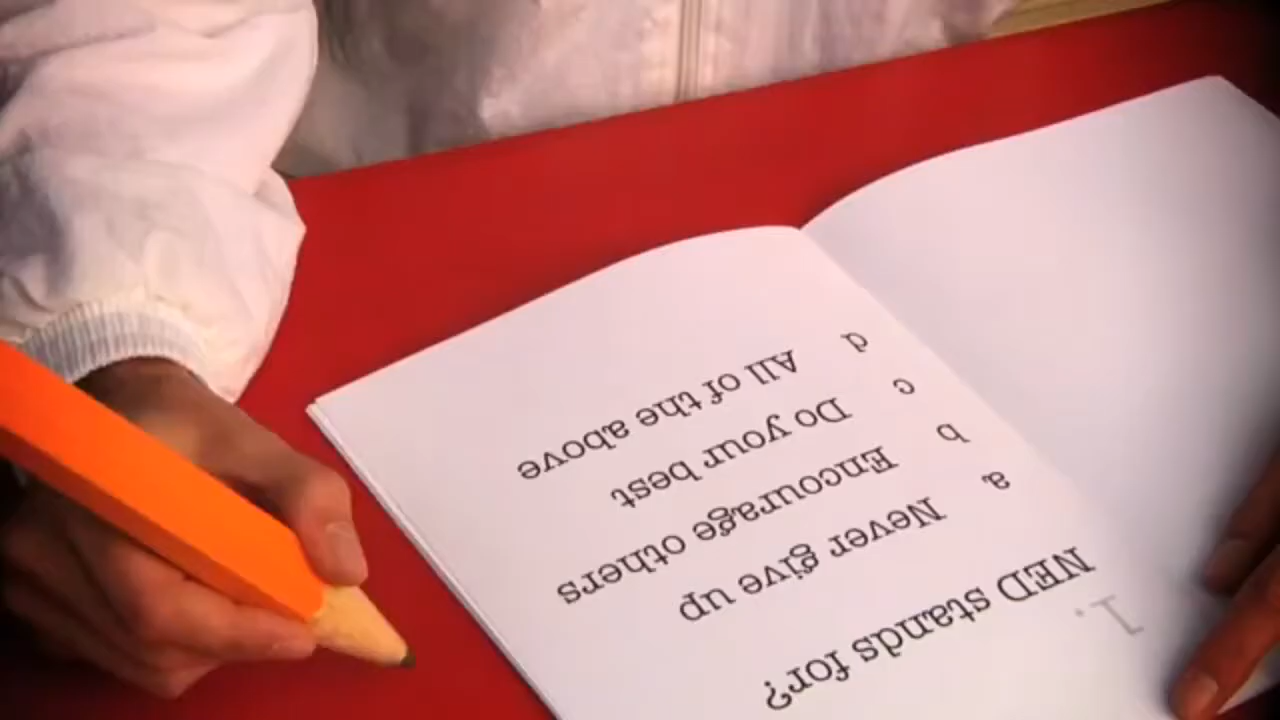 1.
NED stands for?
a Never give up
b Encourage others
c Do your best
d All of the above